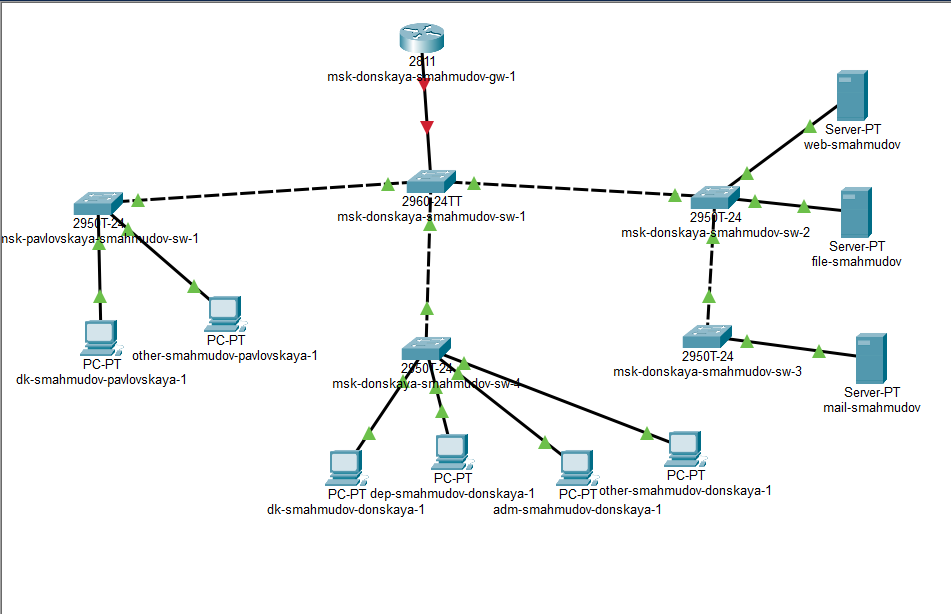 2811
msk-donskaya-smahmudov-gw-1
Server-PT
web-smahmudov
2960-24TT
msk-donskaya-smahmudov-sw-1
2950T-24
msk-pavlovskaya-smahmudov-sw-1
2950T-24
msk-donskaya-smahmudov-sw-2
Server-PT
file-smahmudov
PC-PT
dk-smahmudov-pavlovskaya-1
PC-PT
other-smahmudov-pavlovskaya-1
2950T-24
msk-donskaya-smahmudov-sw-4
2950T-24
msk-donskaya-smahmudov-sw-3
Server-PT
mail-smahmudov
PC-PT
dk-smahmudov-donskaya-1
PC-PT
dep-smahmudov-donskaya-1
PC-PT
adm-smahmudov-donskaya-1
PC-PT
other-smahmudov-donskaya-1